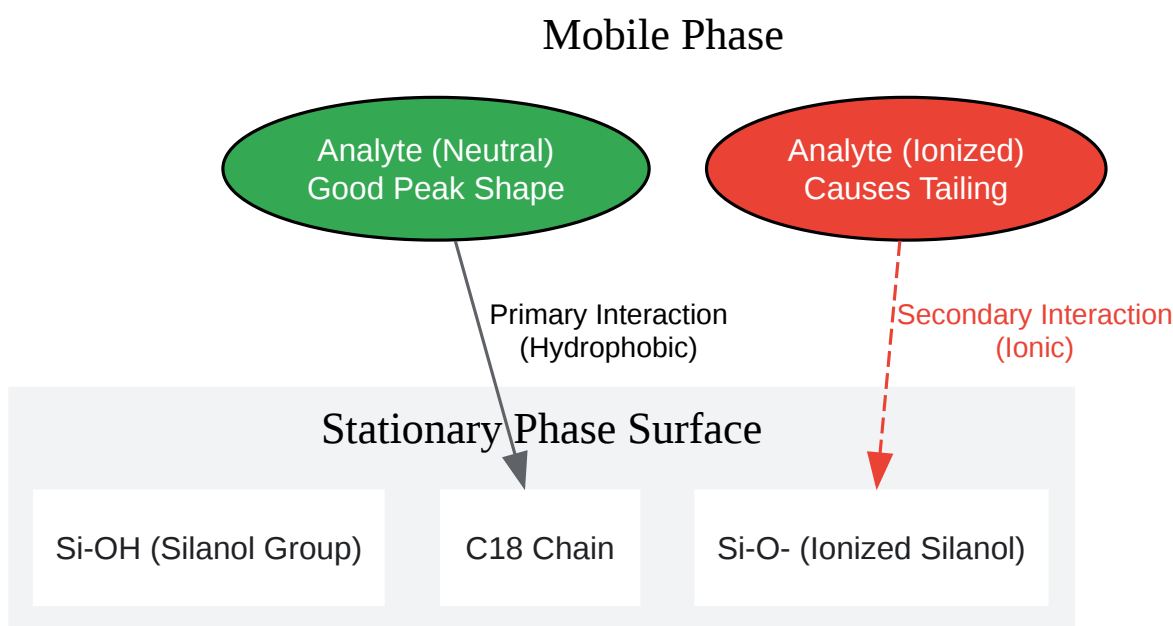 Mobile Phase
Analyte (Neutral)
Good Peak Shape
Analyte (Ionized)
Causes Tailing
Primary Interaction
(Hydrophobic)
Secondary Interaction
(Ionic)
Stationary Phase Surface
Si-OH (Silanol Group)
C18 Chain
Si-O- (Ionized Silanol)